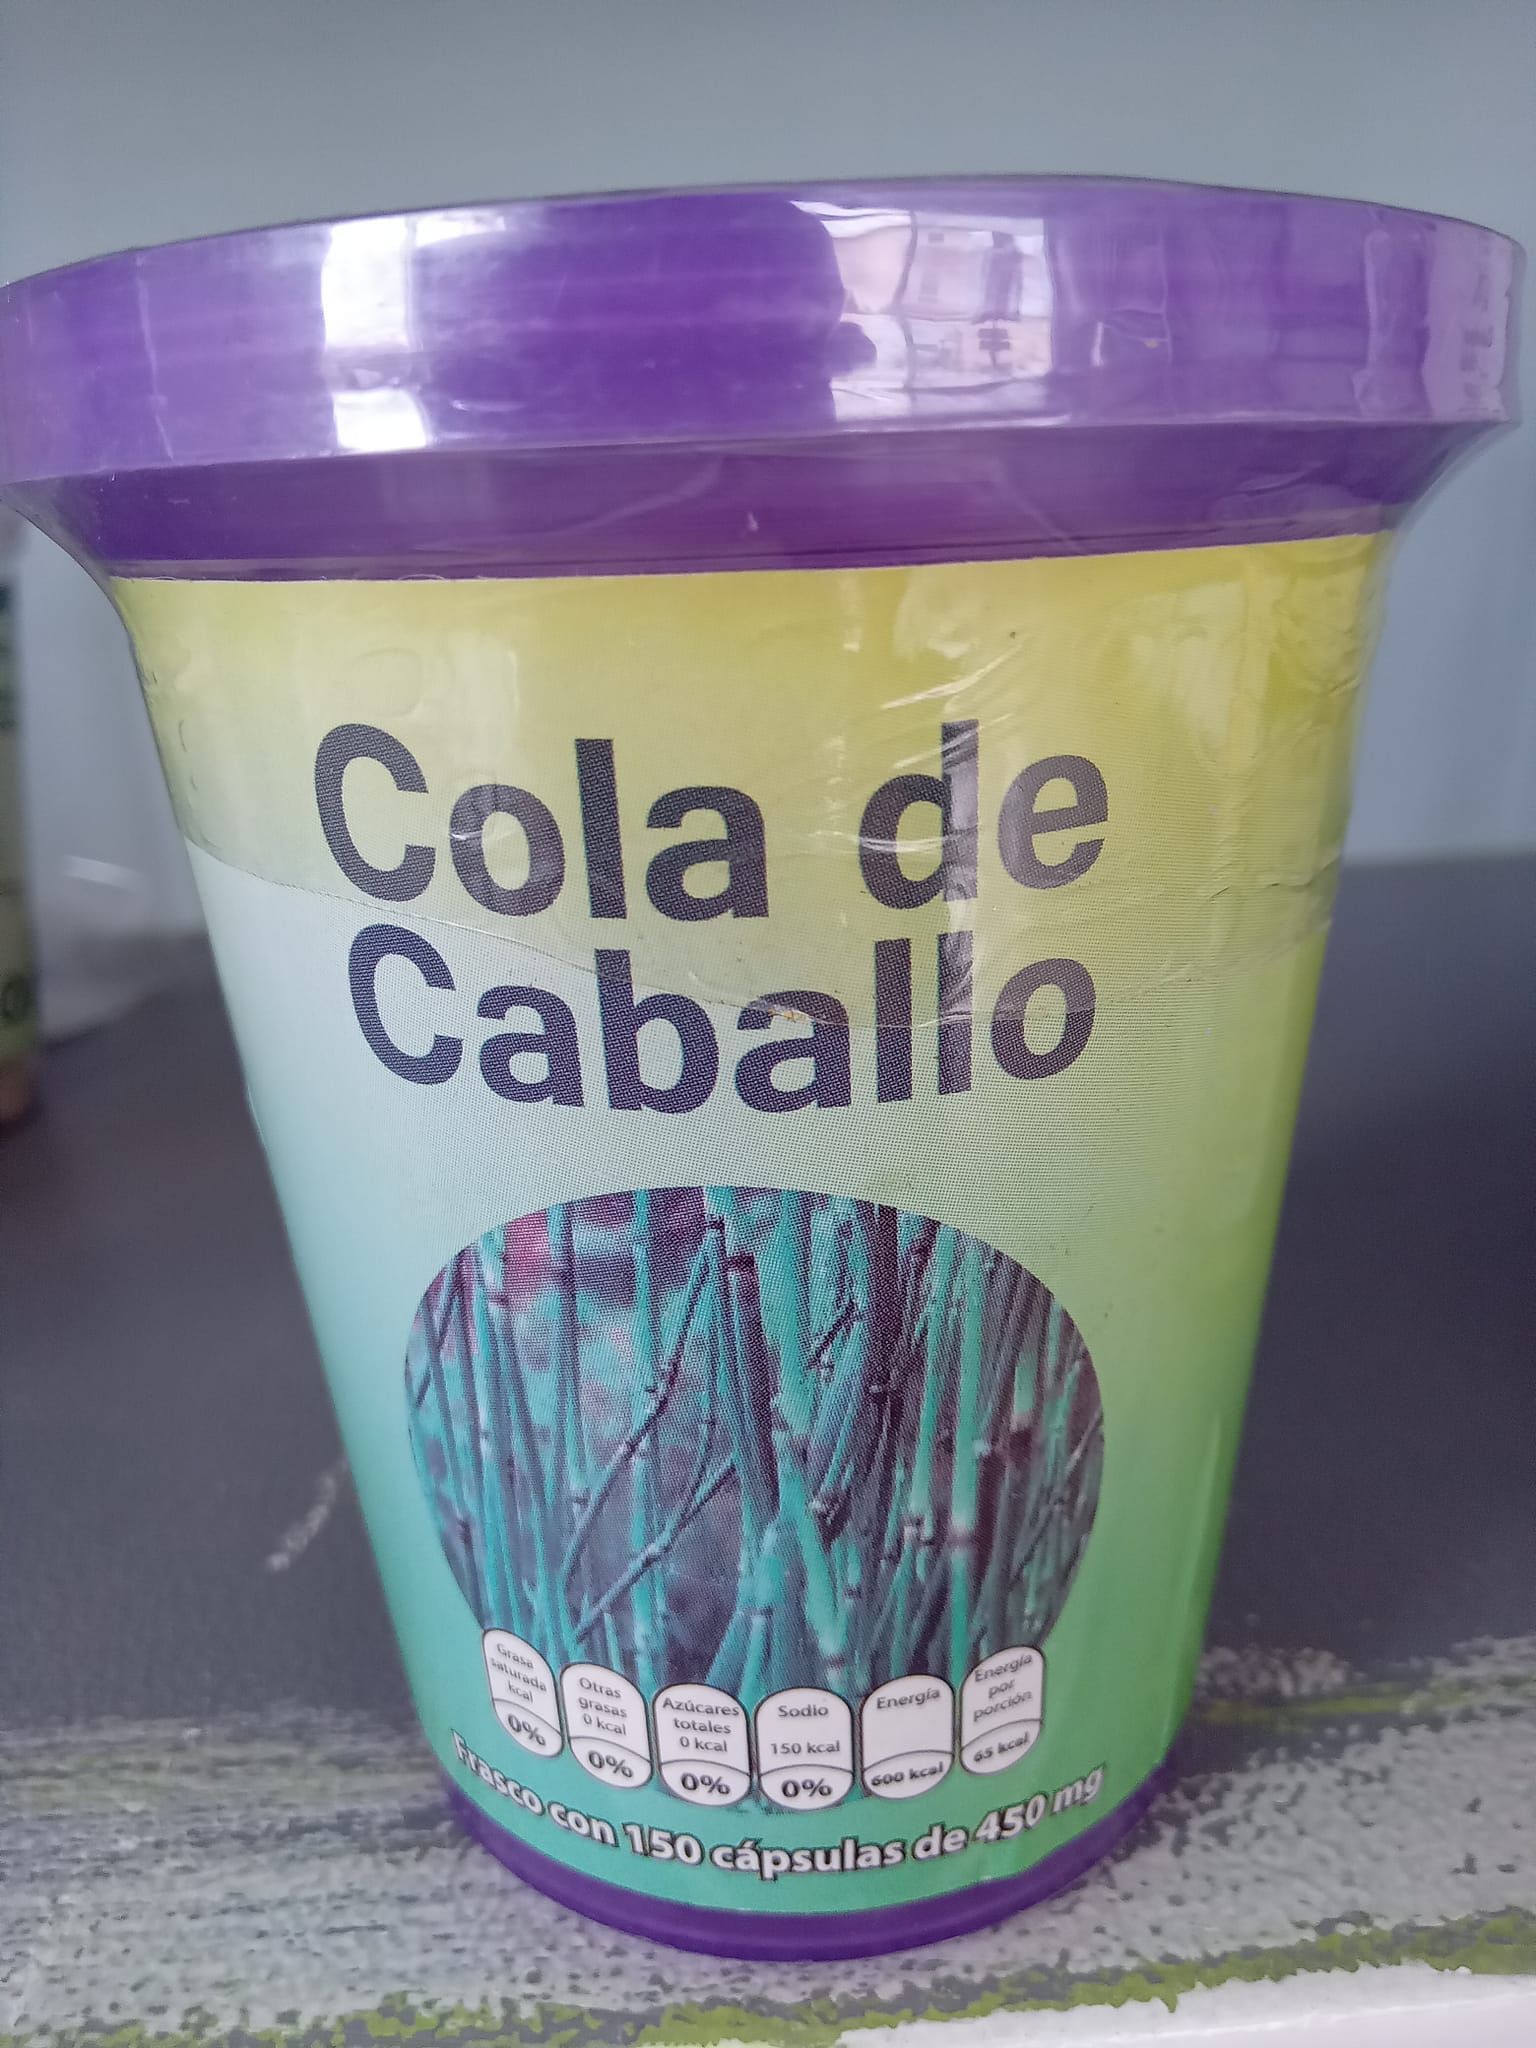 Cola de
Caballo
Grasa
saturada
kcal
0%
Otras
grasas
0 kcal
0%
Azúcares
totales
0 kcal
0%
Sodio
150 kcal
0%
Energía
600 kcal
Energía
por
porción
65 kcal
Frasco con 150 cápsulas de 450 mg